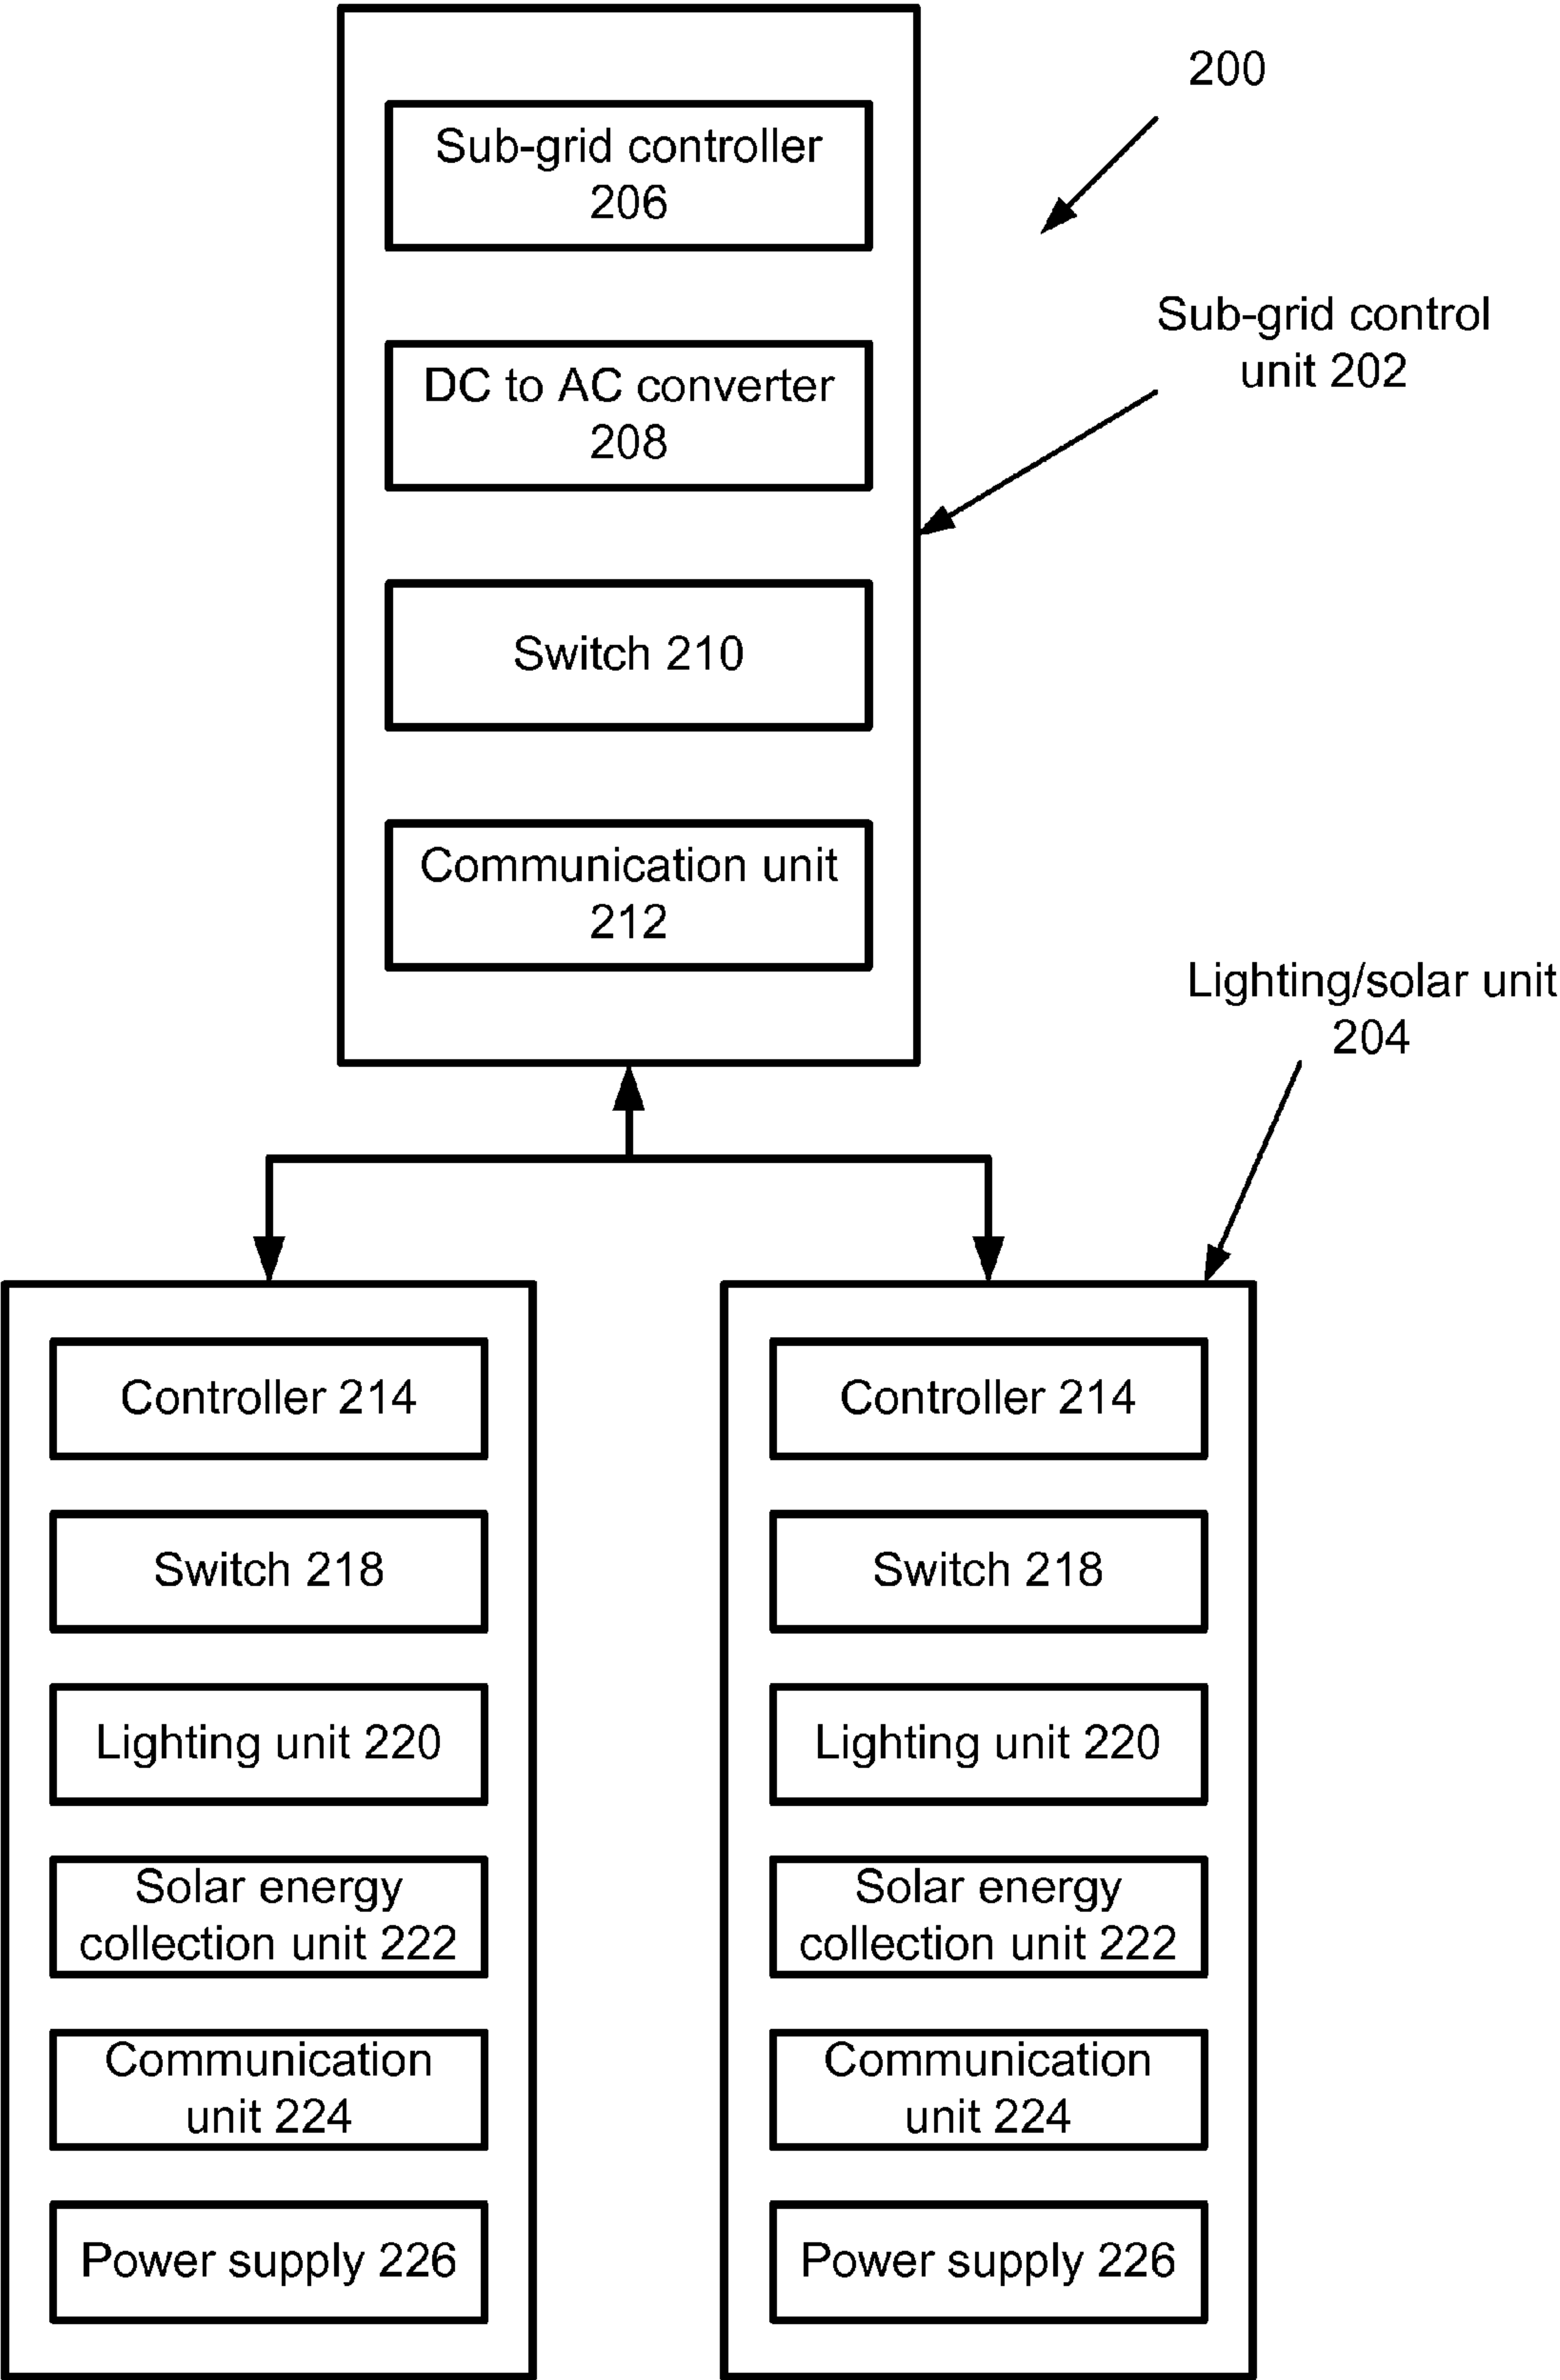 200
Sub-grid controller
206
Sub-grid control
unit 202
DC to AC converter
208
Switch 210
Communication unit
212
Lighting/solar unit
204
Controller 214
Switch 218
Lighting unit 220
Solar energy
collection unit 222
Communication
unit 224
Power supply 226
Controller 214
Switch 218
Lighting unit 220
Solar energy
collection unit 222
Communication
unit 224
Power supply 226